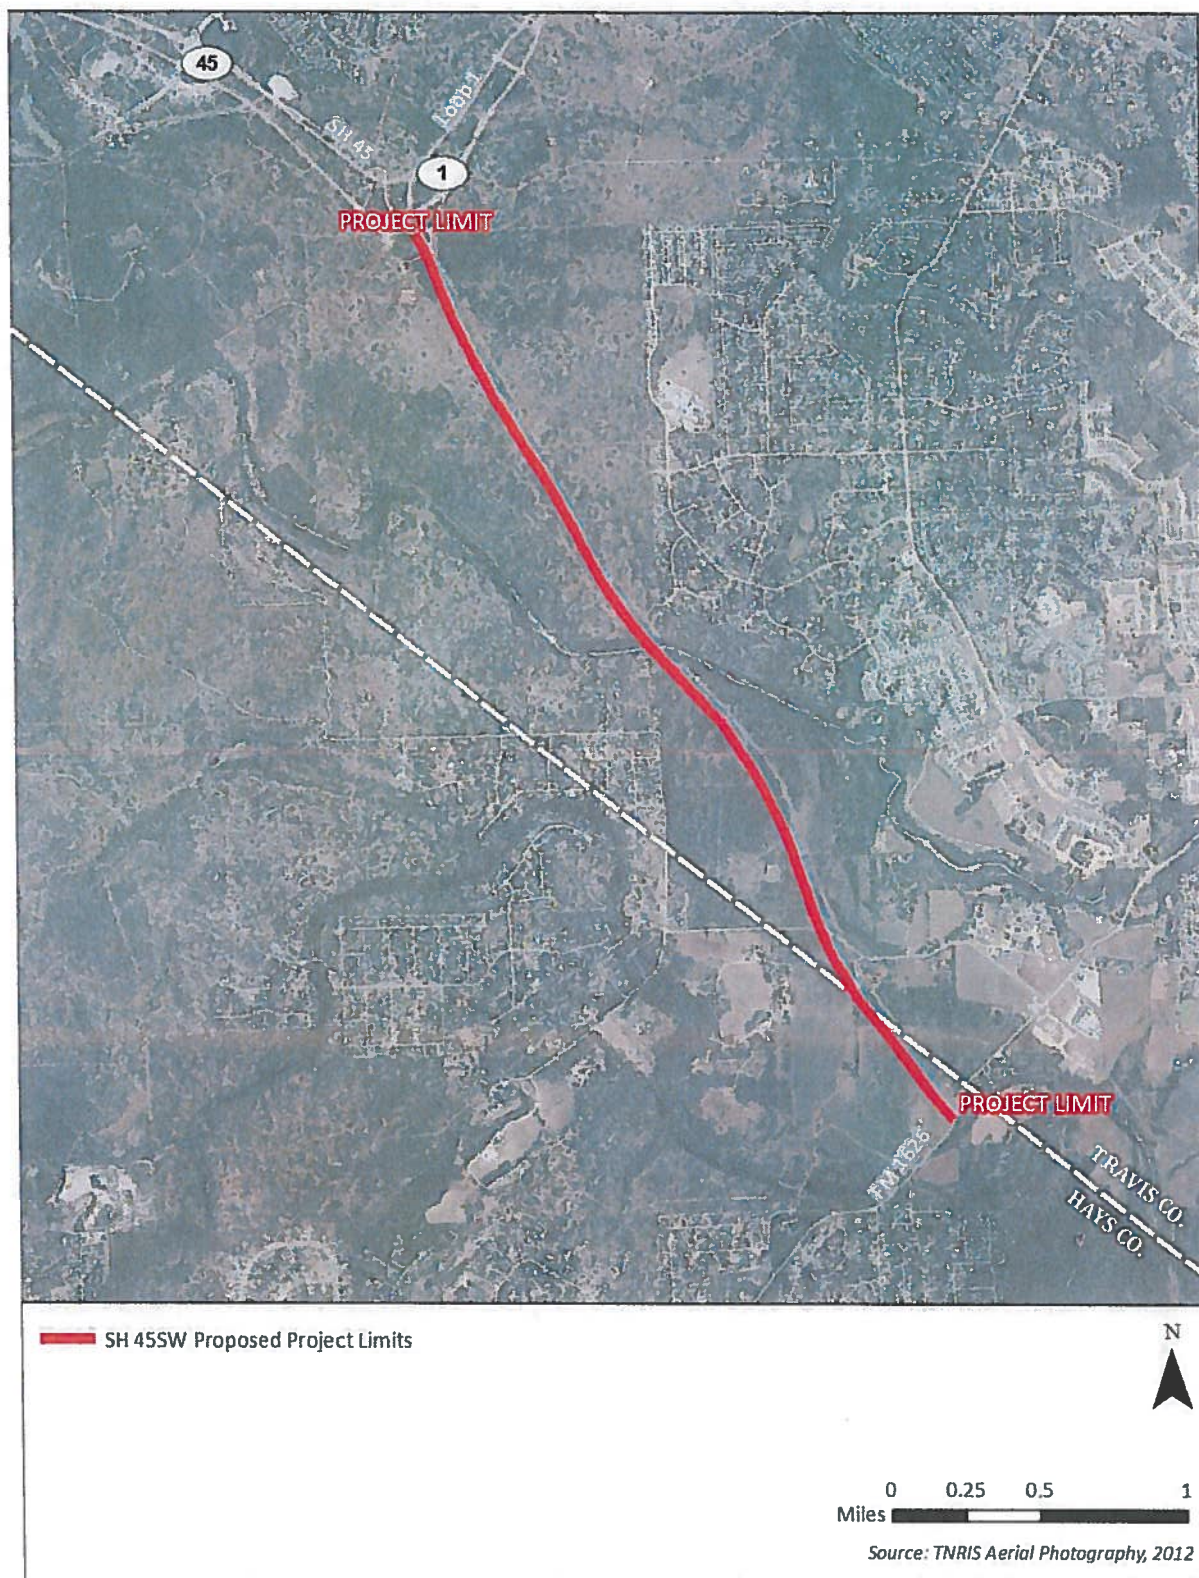 45
Loop 1
SH 45
1
PROJECT LIMIT
PROJECT LIMIT
FM 1626
TRAVIS CO.
HAYS CO.
SH 45SW Proposed Project Limits
N
0 0.25 0.5 1
Miles
Source: TNRIS Aerial Photography, 2012